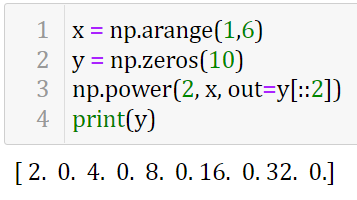 1 x = np.arange(1,6)
2 y = np.zeros(10)
3 np.power(2, x, out=y[::2])
4 print(y)
[ 2. 0. 4. 0. 8. 0. 16. 0. 32. 0.]